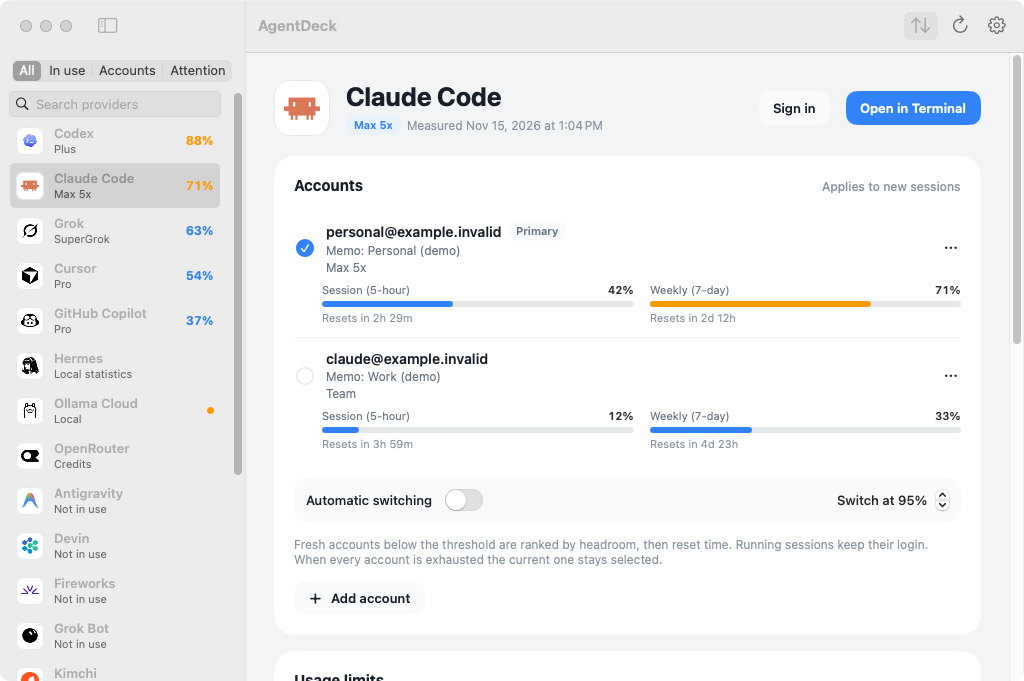 AgentDeck
All In use Accounts Attention
Search providers
Codex
Plus
88%
Claude Code
Max 5x
71%
Grok
SuperGrok
63%
Cursor
Pro
54%
GitHub Copilot
Pro
37%
Hermes
Local statistics
Ollama Cloud
Local
OpenRouter
Credits
Antigravity
Not in use
Devin
Not in use
Fireworks
Not in use
Grok Bot
Not in use
Kimchi
Claude Code
Max 5x Measured Nov 15, 2026 at 1:04 PM
Sign in
Open in Terminal
Accounts
Applies to new sessions
personal@example.invalid Primary
Memo: Personal (demo)
Max 5x
Session (5-hour) 42%
Resets in 2h 29m
Weekly (7-day) 71%
Resets in 2d 12h
claude@example.invalid
Memo: Work (demo)
Team
Session (5-hour) 12%
Resets in 3h 59m
Weekly (7-day) 33%
Resets in 4d 23h
Automatic switching
Switch at 95%
Fresh accounts below the threshold are ranked by headroom, then reset time. Running sessions keep their login.
When every account is exhausted the current one stays selected.
+ Add account
Usage limits